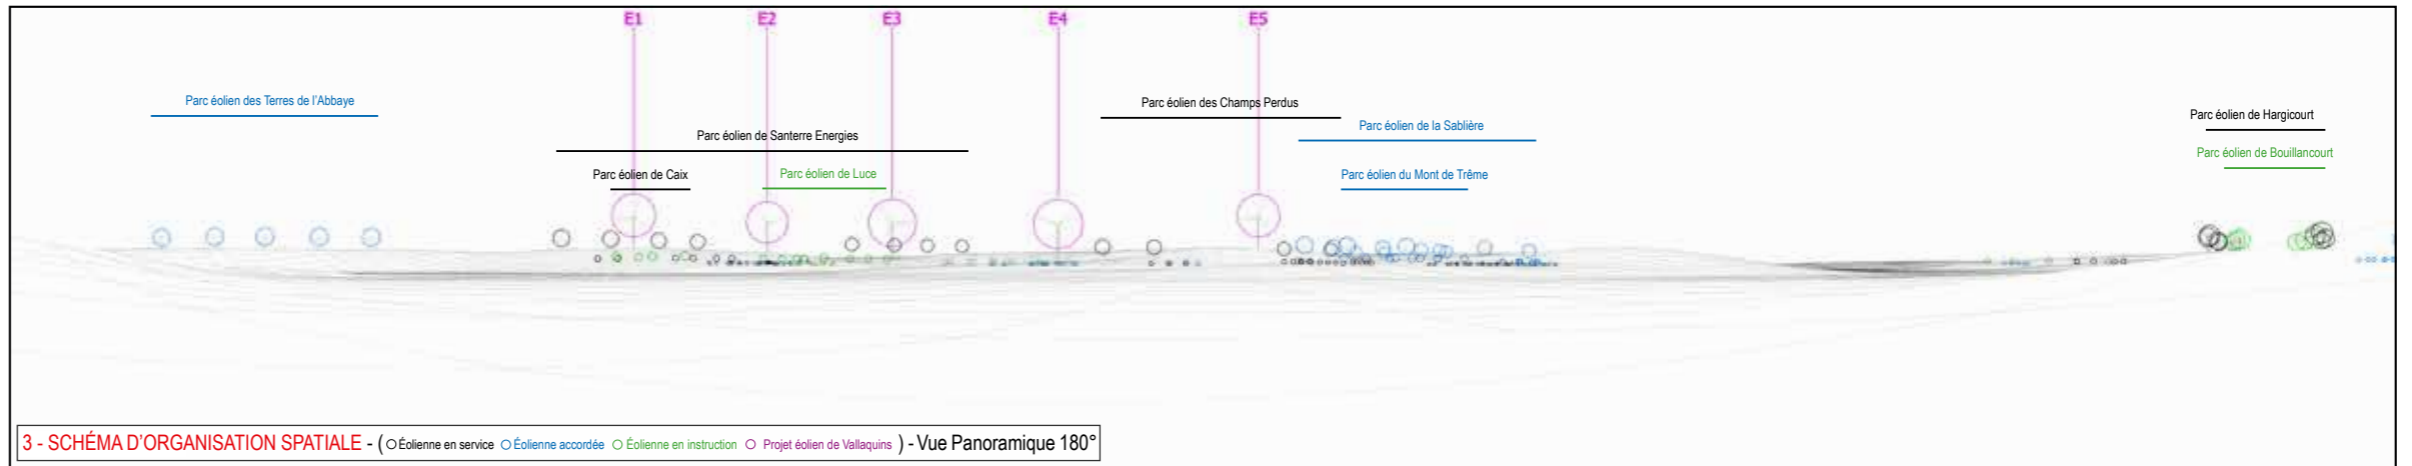 E1 E2 E3 E4 E5
Parc éolien des Terres de l'Abbaye
Parc éolien des Champs Perdus
Parc éolien de Hargicourt
Parc éolien de la Sablière
Parc éolien de Santerre Energies
Parc éolien de Bouillancourt
Parc éolien de Caix
Parc éolien de Luce
Parc éolien du Mont de Trême
3 - SCHÉMA D'ORGANISATION SPATIALE - ( Éolienne en service Éolienne accordée Éolienne en instruction Projet éolien de Vallaquins ) - Vue Panoramique 180°